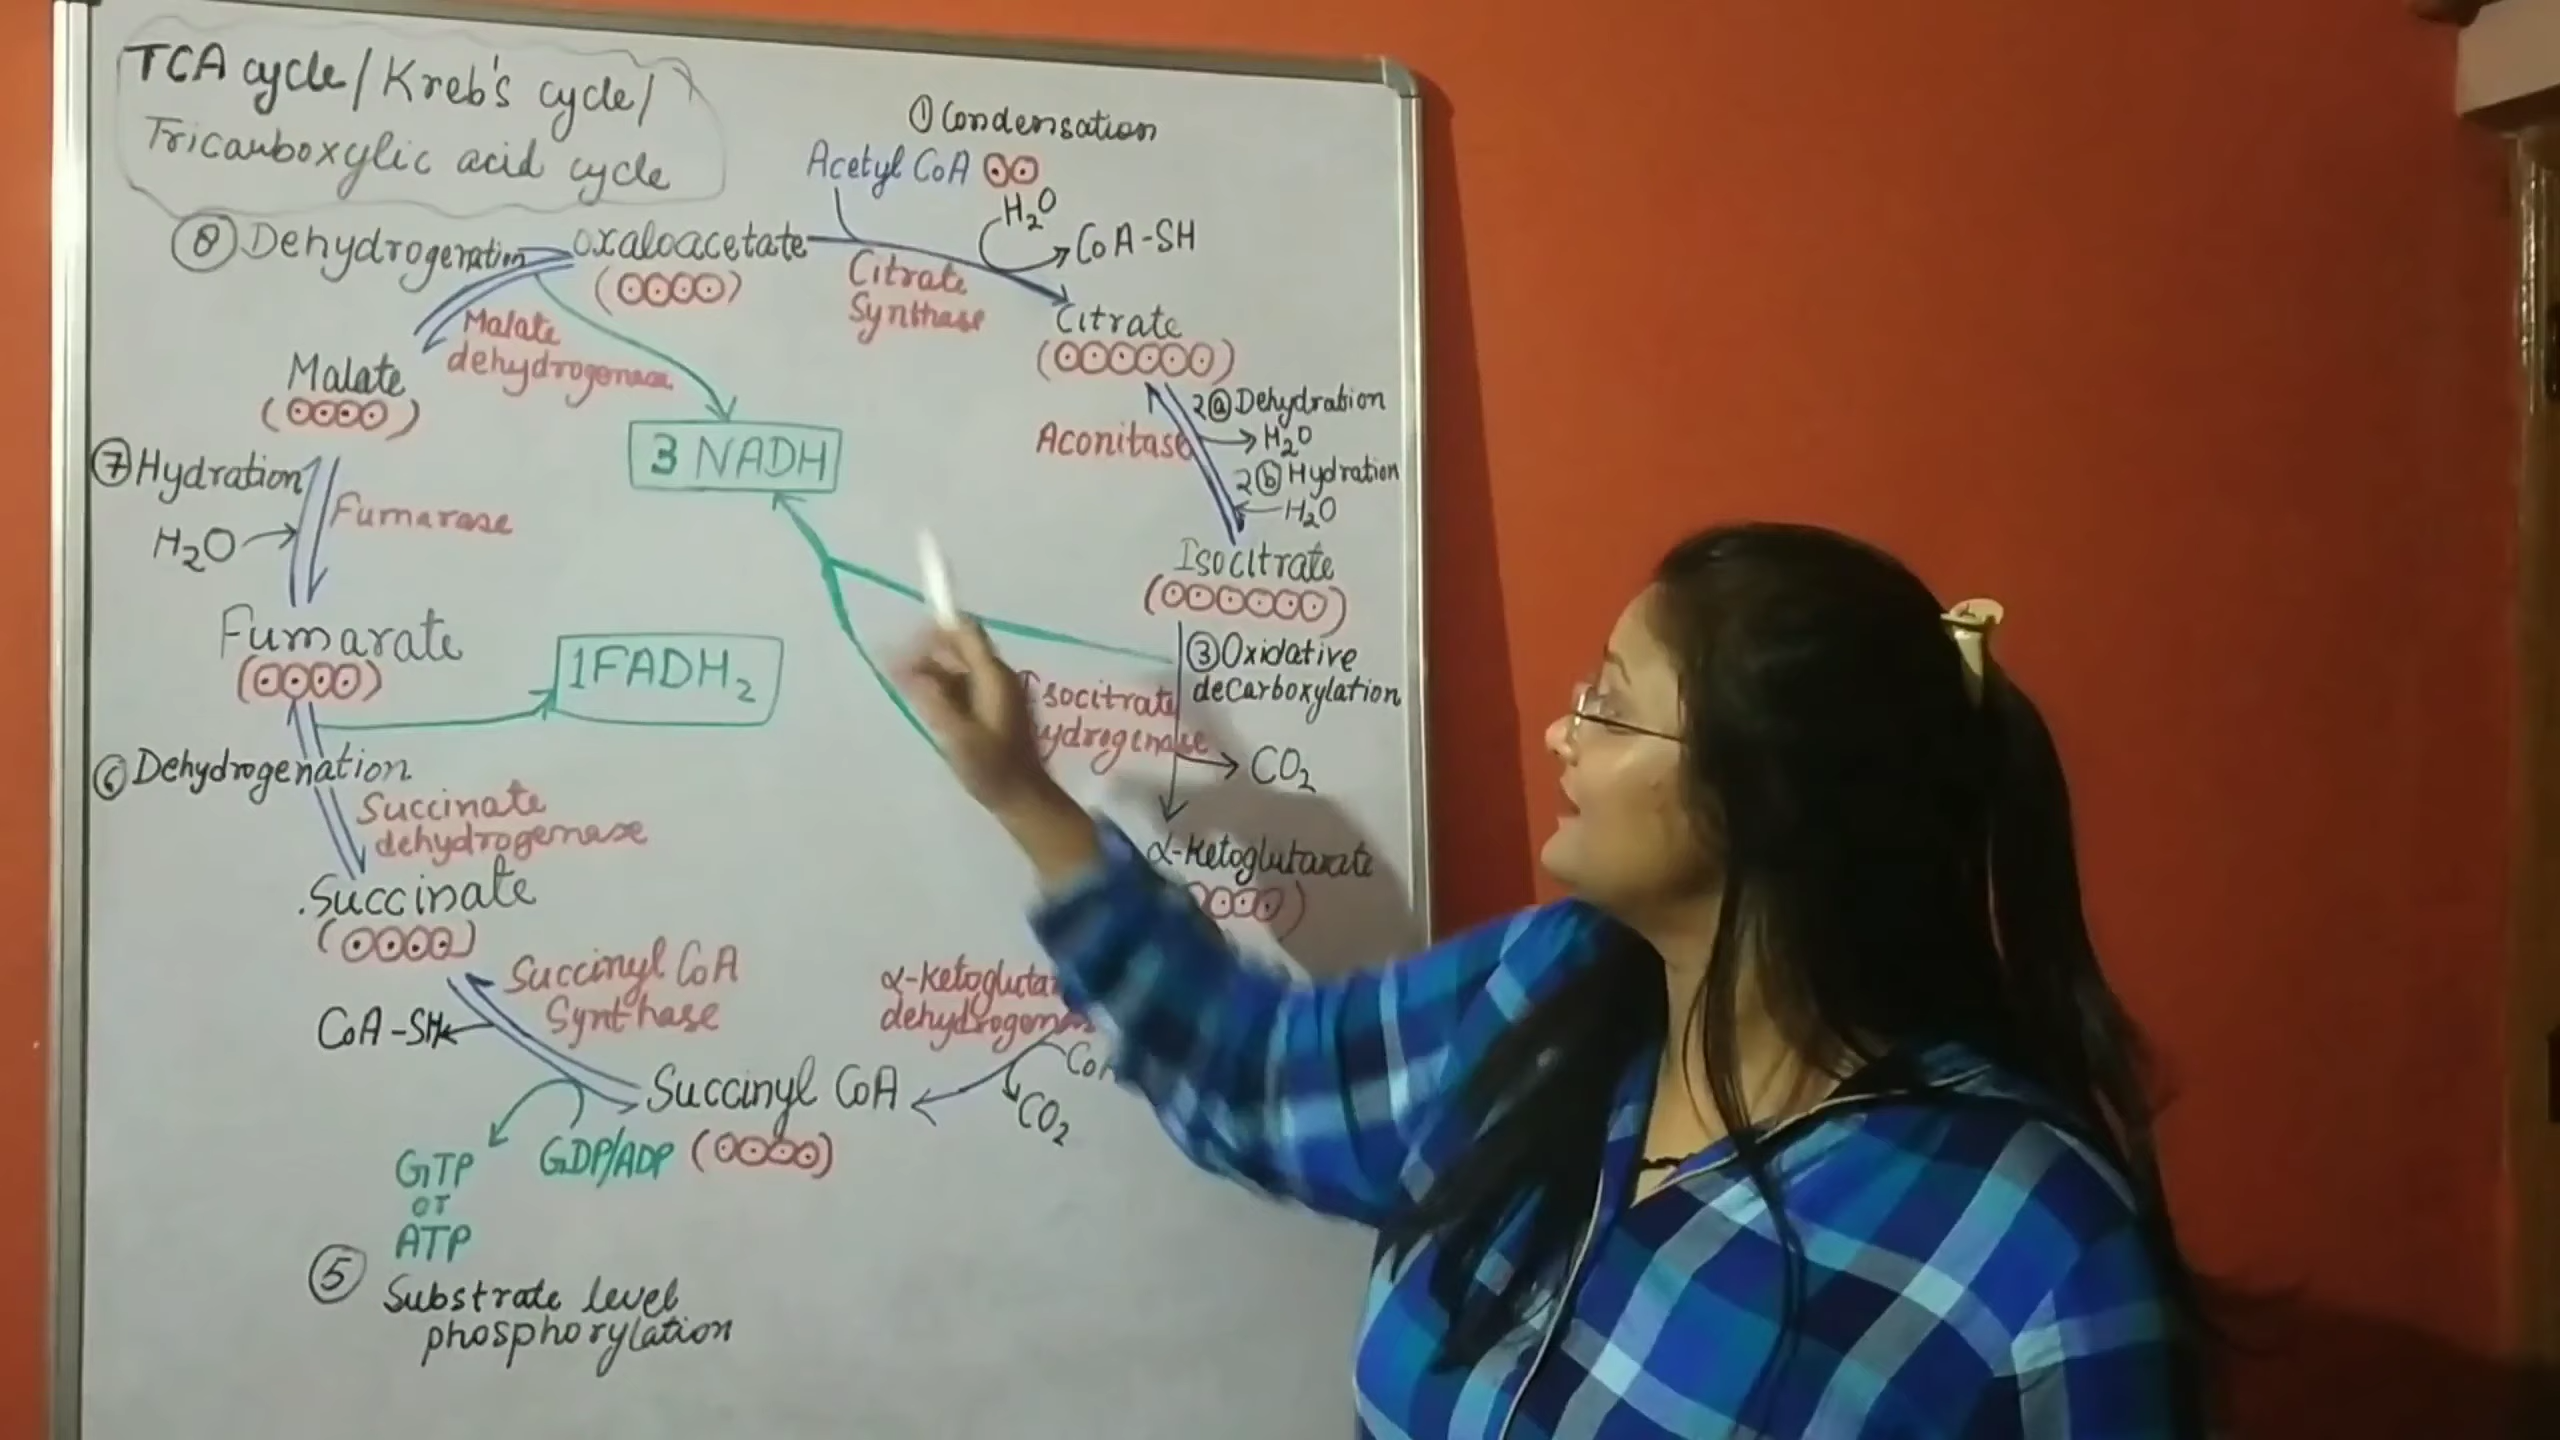 TCA cycle/Kreb's cycle/
Tricarboxylic acid cycle
① Condensation
Acetyl CoA
H₂O
CoA-SH
⑧ Dehydrogenation
Oxaloacetate
Citrate
Synthase
Citrate
Malate
dehydrogenase
Malate
2ⓐ Dehydration
H₂O
Aconitase
2ⓑ Hydration
H₂O
3 NADH
⑦ Hydration
Fumarase
H₂O
Isocitrate
③ Oxidative
decarboxylation
Isocitrate
CO₂
Fumarate
1FADH₂
⑥ Dehydrogenation
Succinate
dehydrogenase
α-Ketoglutarate
Succinate
Succinyl CoA
Synthase
CoA-SH
CO₂
Succinyl CoA
GDP/ADP
GTP
or
ATP
⑤ Substrate level
phosphorylation